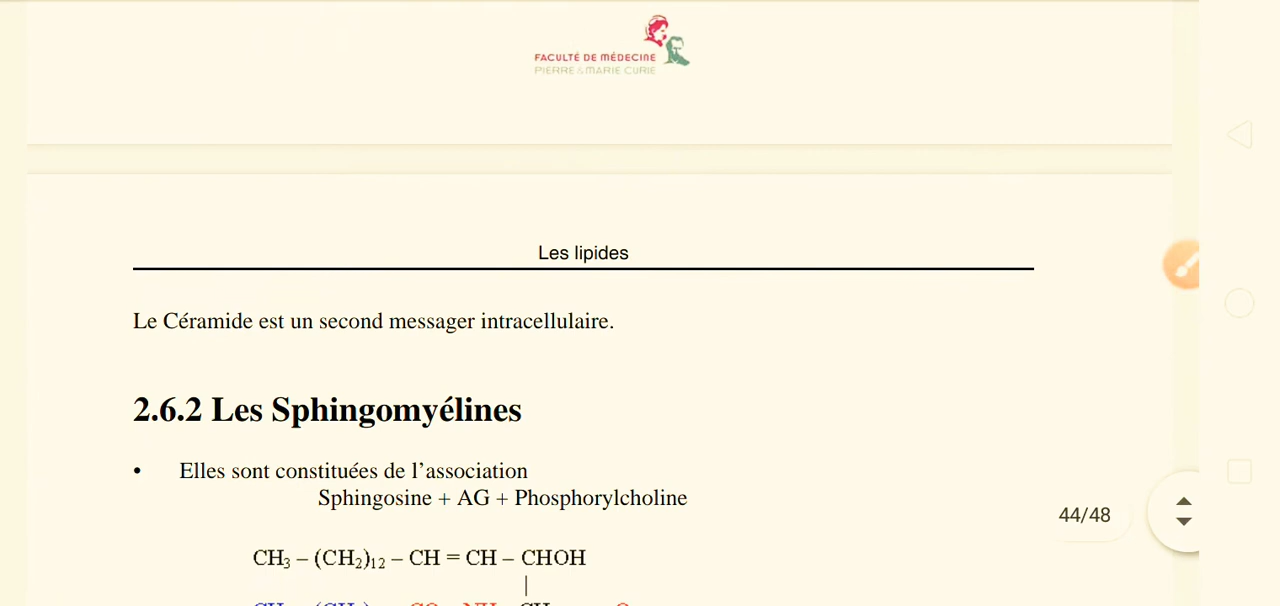 FACULTÉ DE MÉDECINE
PIERRE & MARIE CURIE
Les lipides
Le Céramide est un second messager intracellulaire.
2.6.2 Les Sphingomyélines
• Elles sont constituées de l’association
Sphingosine + AG + Phosphorylcholine
44/48
CH₃ – (CH₂)₁₂ – CH = CH – CHOH
|